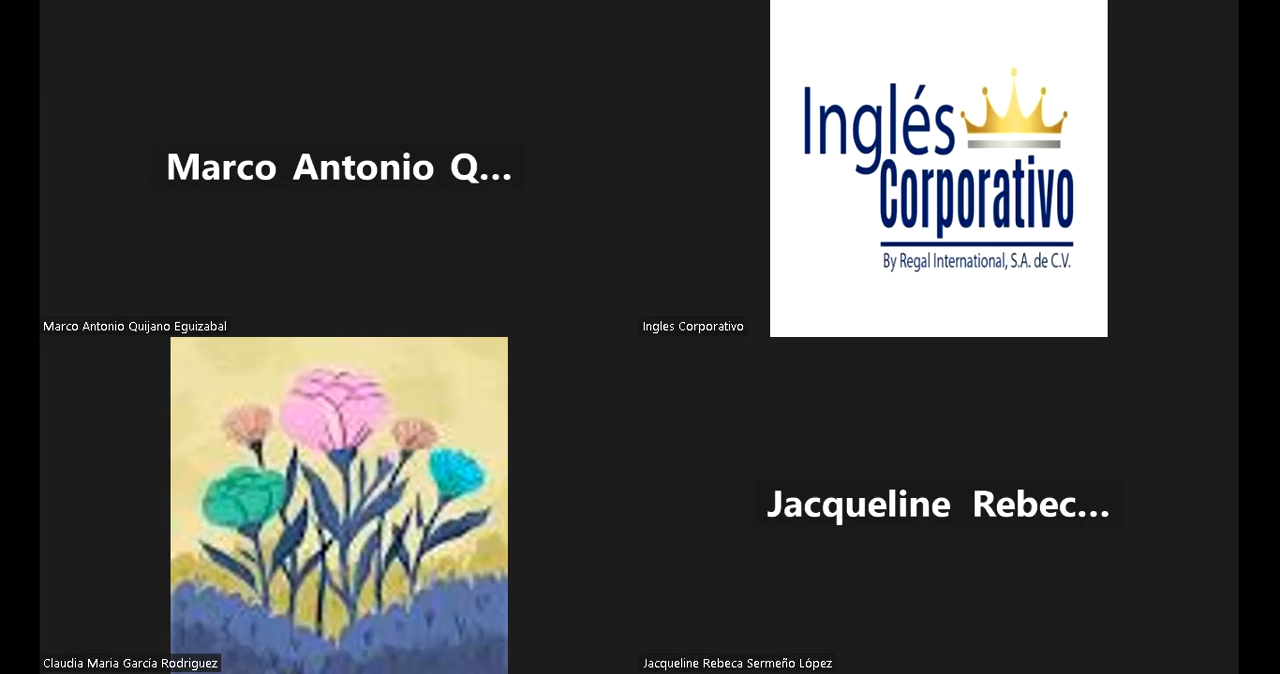 Marco Antonio Q...
Marco Antonio Quijano Eguizabal
Inglés
Corporativo
By Regal International, S.A. de C.V.
Ingles Corporativo
Claudia Maria García Rodriguez
Jacqueline Rebec...
Jacqueline Rebeca Sermeño López